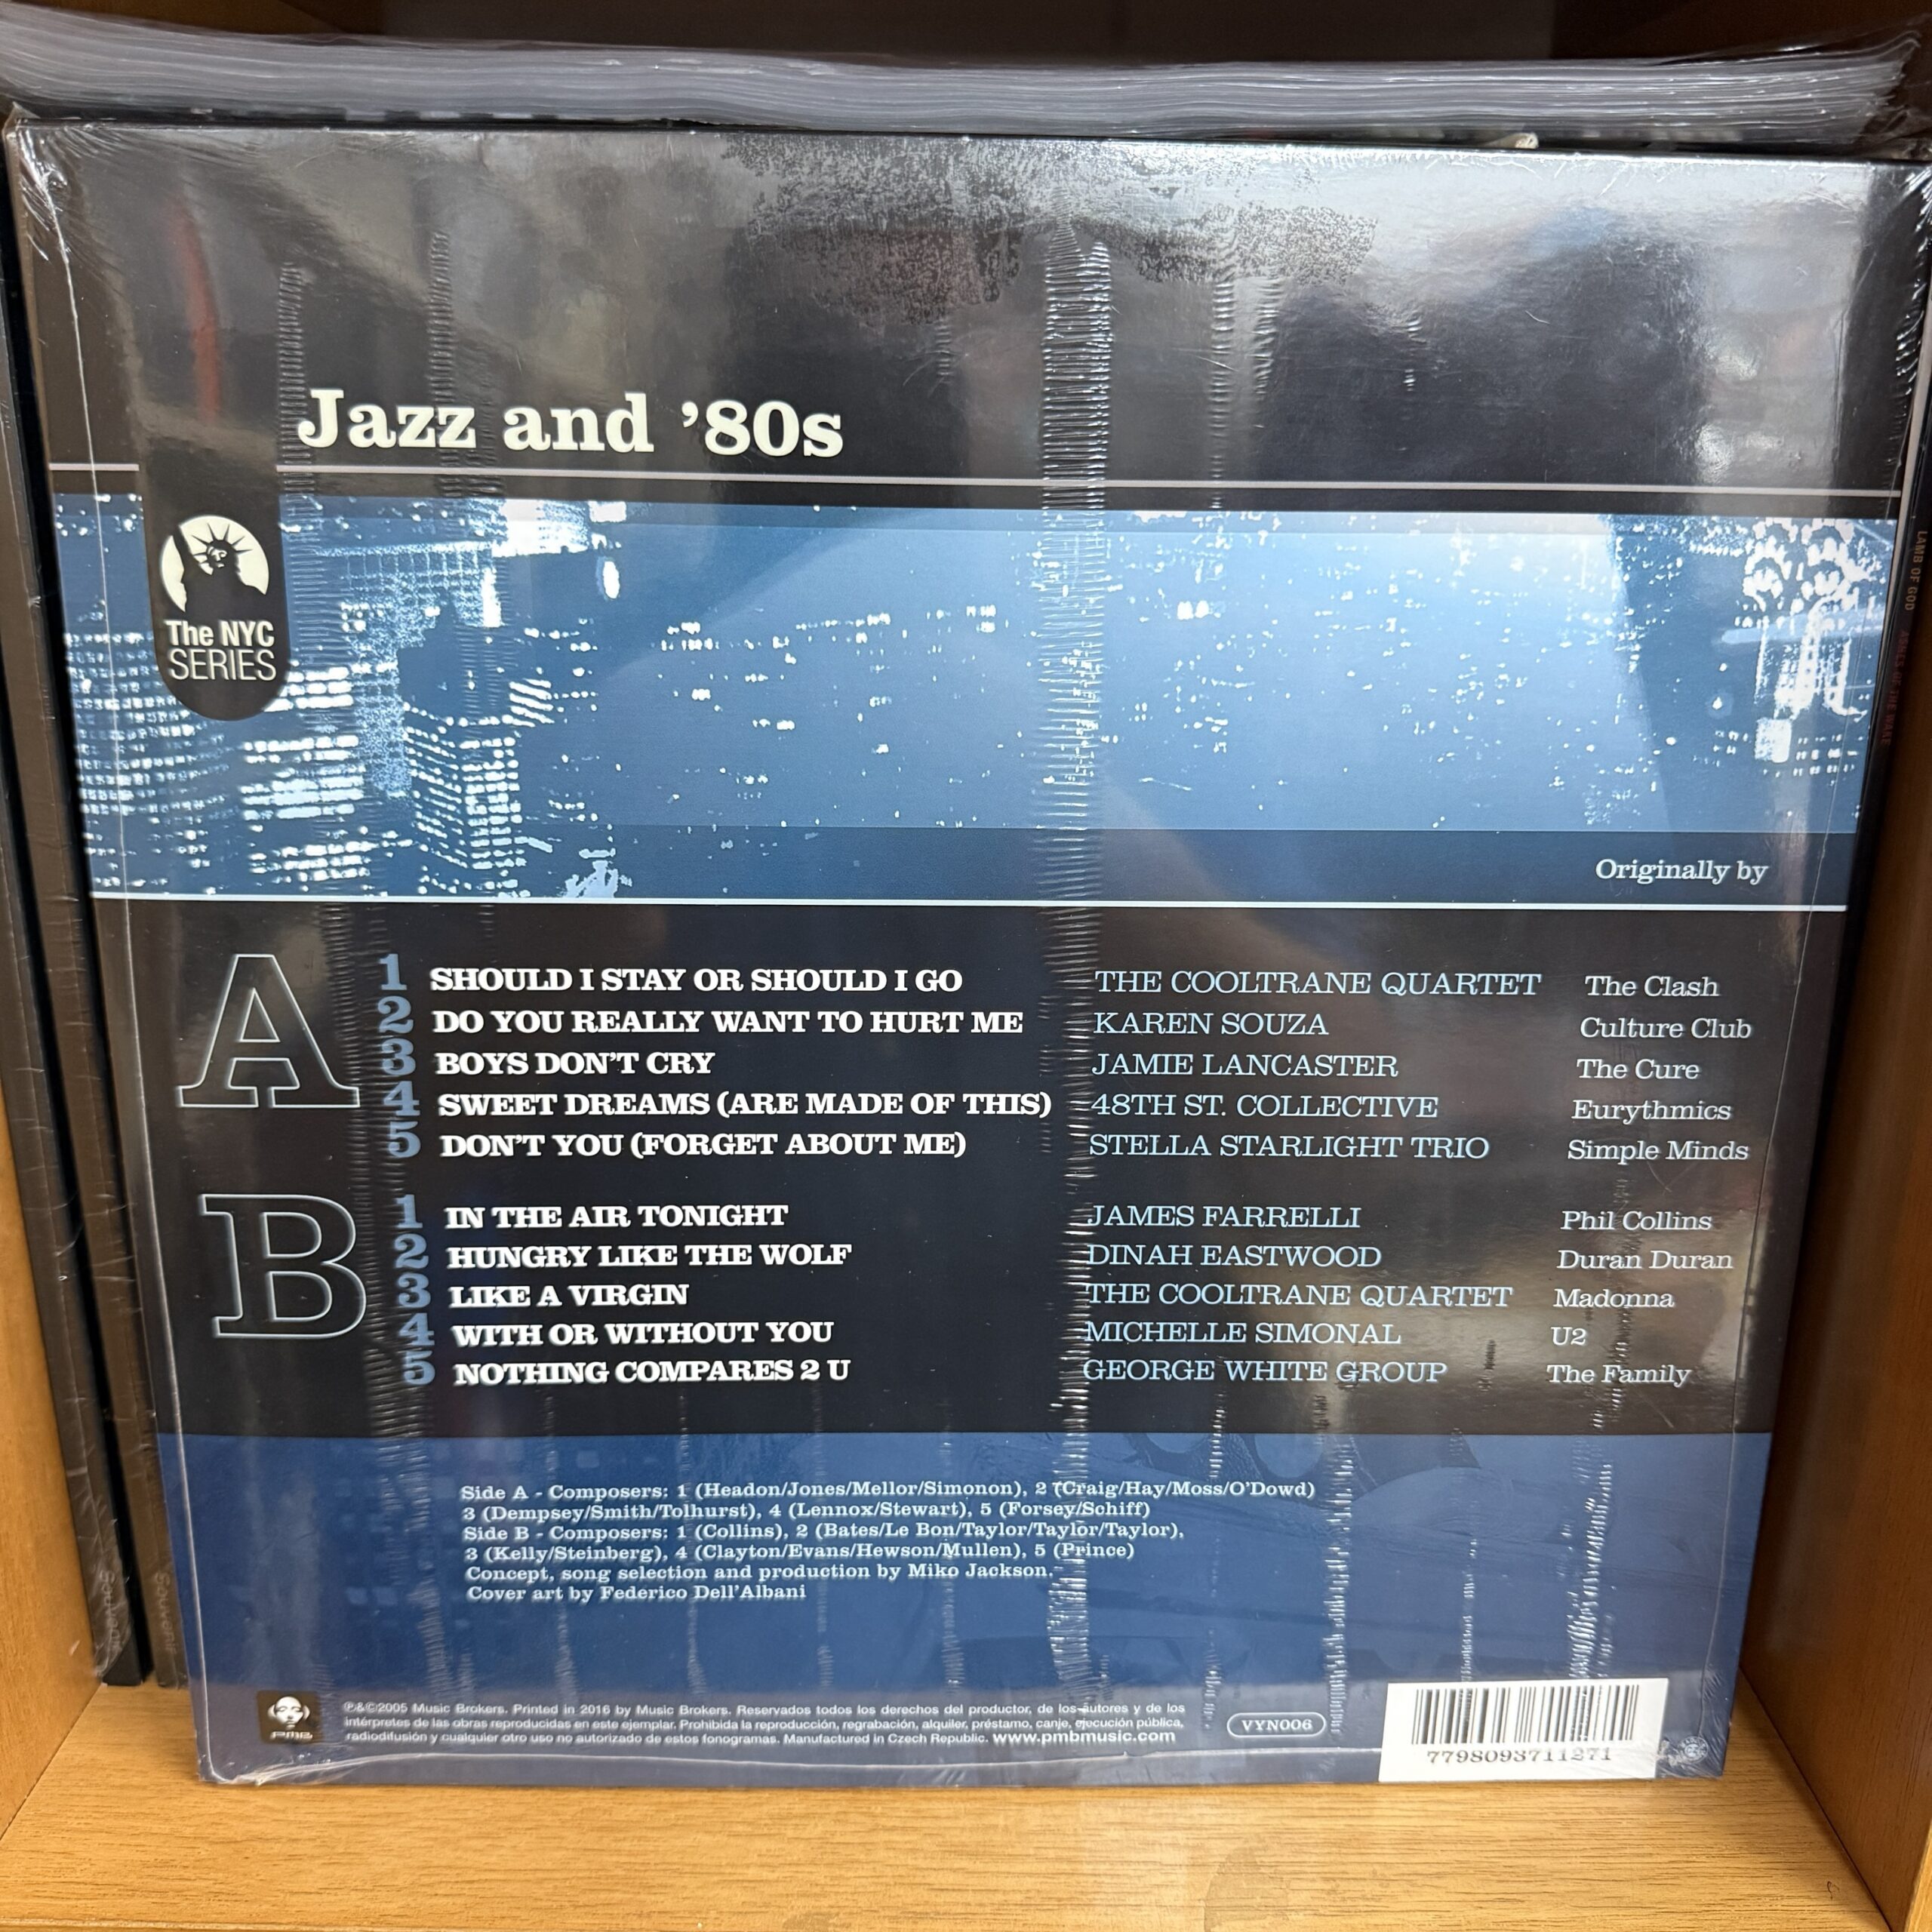 Jazz and ’80s
The NYC
SERIES
Originally by
A
1 SHOULD I STAY OR SHOULD I GO THE COOLTRANE QUARTET The Clash
2 DO YOU REALLY WANT TO HURT ME KAREN SOUZA Culture Club
3 BOYS DON'T CRY JAMIE LANCASTER The Cure
4 SWEET DREAMS (ARE MADE OF THIS) 48TH ST. COLLECTIVE Eurythmics
5 DON'T YOU (FORGET ABOUT ME) STELLA STARLIGHT TRIO Simple Minds
B
1 IN THE AIR TONIGHT JAMES FARRELLI Phil Collins
2 HUNGRY LIKE THE WOLF DINAH EASTWOOD Duran Duran
3 LIKE A VIRGIN THE COOLTRANE QUARTET Madonna
4 WITH OR WITHOUT YOU MICHELLE SIMONAL U2
5 NOTHING COMPARES 2 U GEORGE WHITE GROUP The Family
Side A - Composers: 1 (Headon/Jones/Mellor/Simonon), 2 (Craig/Hay/Moss/O'Dowd)
3 (Dempsey/Smith/Tolhurst), 4 (Lennox/Stewart), 5 (Forsey/Schiff)
Side B - Composers: 1 (Collins), 2 (Bates/Le Bon/Taylor/Taylor/Taylor),
3 (Kelly/Steinberg), 4 (Clayton/Evans/Hewson/Mullen), 5 (Prince)
Concept, song selection and production by Miko Jackson.
Cover art by Federico Dell'Albani
PMB
℗&©2005 Music Brokers. Printed in 2016 by Music Brokers. Reservados todos los derechos del productor, de los autores y de los
intérpretes de las obras reproducidas en este ejemplar. Prohibida la reproducción, regrabación, alquiler, préstamo, canje, ejecución pública,
radiodifusión y cualquier otro uso no autorizado de estos fonogramas. Manufactured in Czech Republic. www.pmbmusic.com
VYN006
7798093711271
LAMB OF GOD